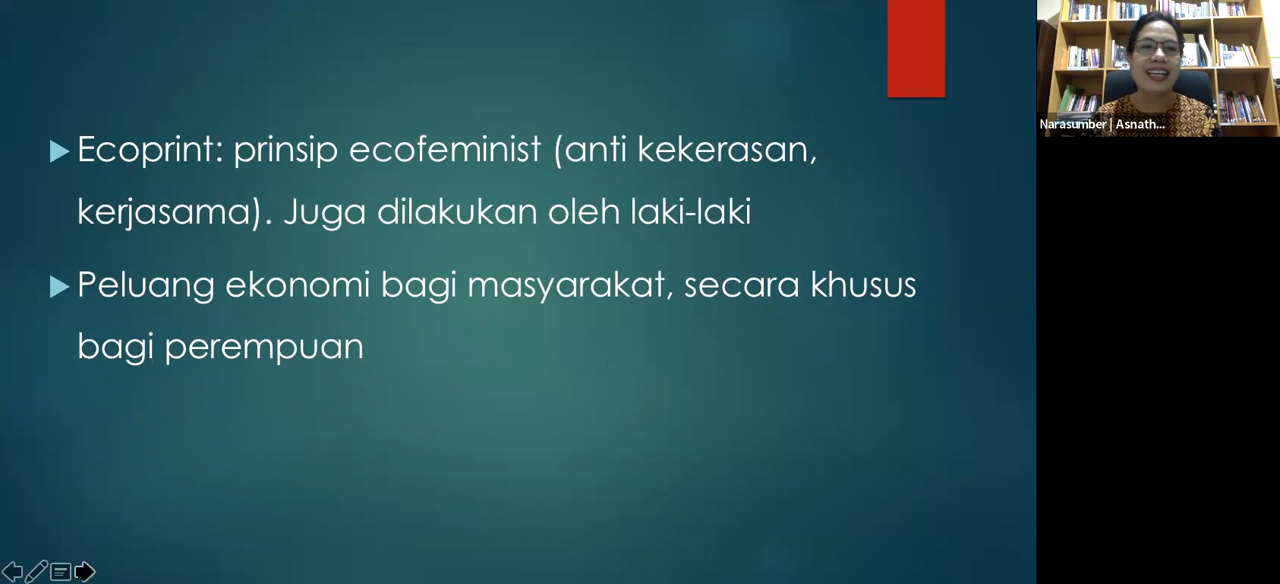 Ecoprint: prinsip ecofeminist (anti kekerasan,
kerjasama). Juga dilakukan oleh laki-laki
Peluang ekonomi bagi masyarakat, secara khusus
bagi perempuan
Narasumber | Asnath...